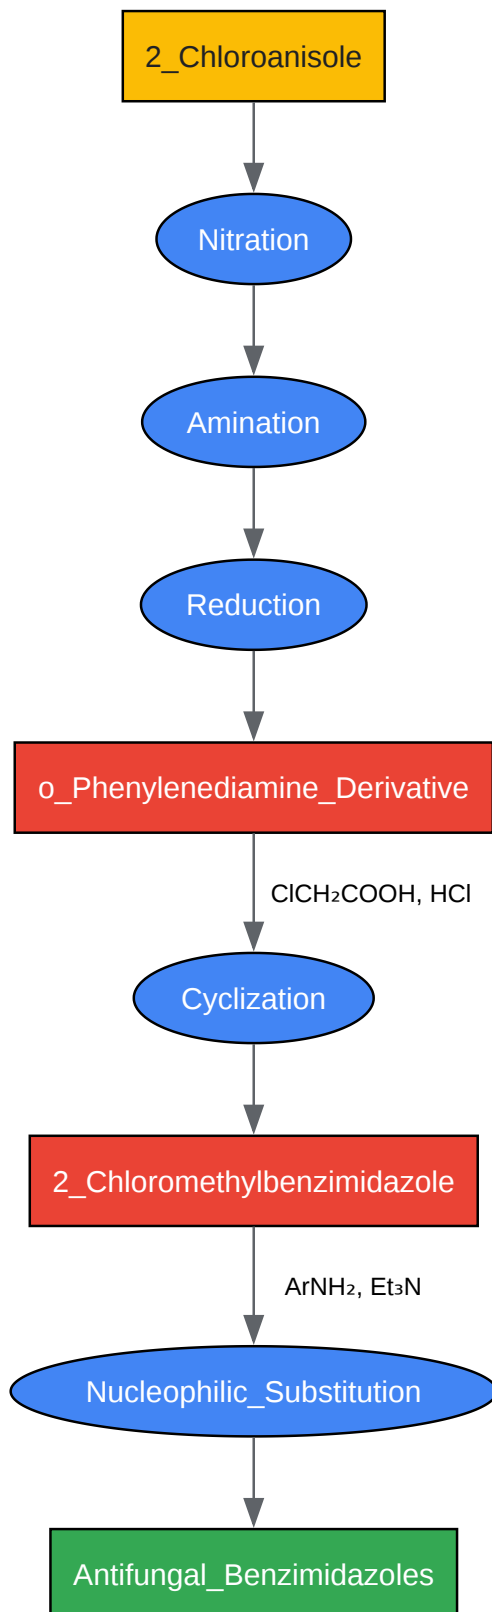 2_Chloroanisole
Nitration
Amination
Reduction
o_Phenylenediamine_Derivative
ClCH₂COOH, HCl
Cyclization
2_Chloromethylbenzimidazole
ArNH₂, Et₃N
Nucleophilic_Substitution
Antifungal_Benzimidazoles